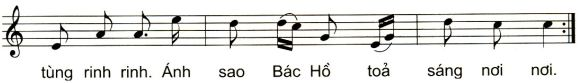 tùng rinh rinh. Ánh sao Bác Hồ toả sáng nơi nơi.